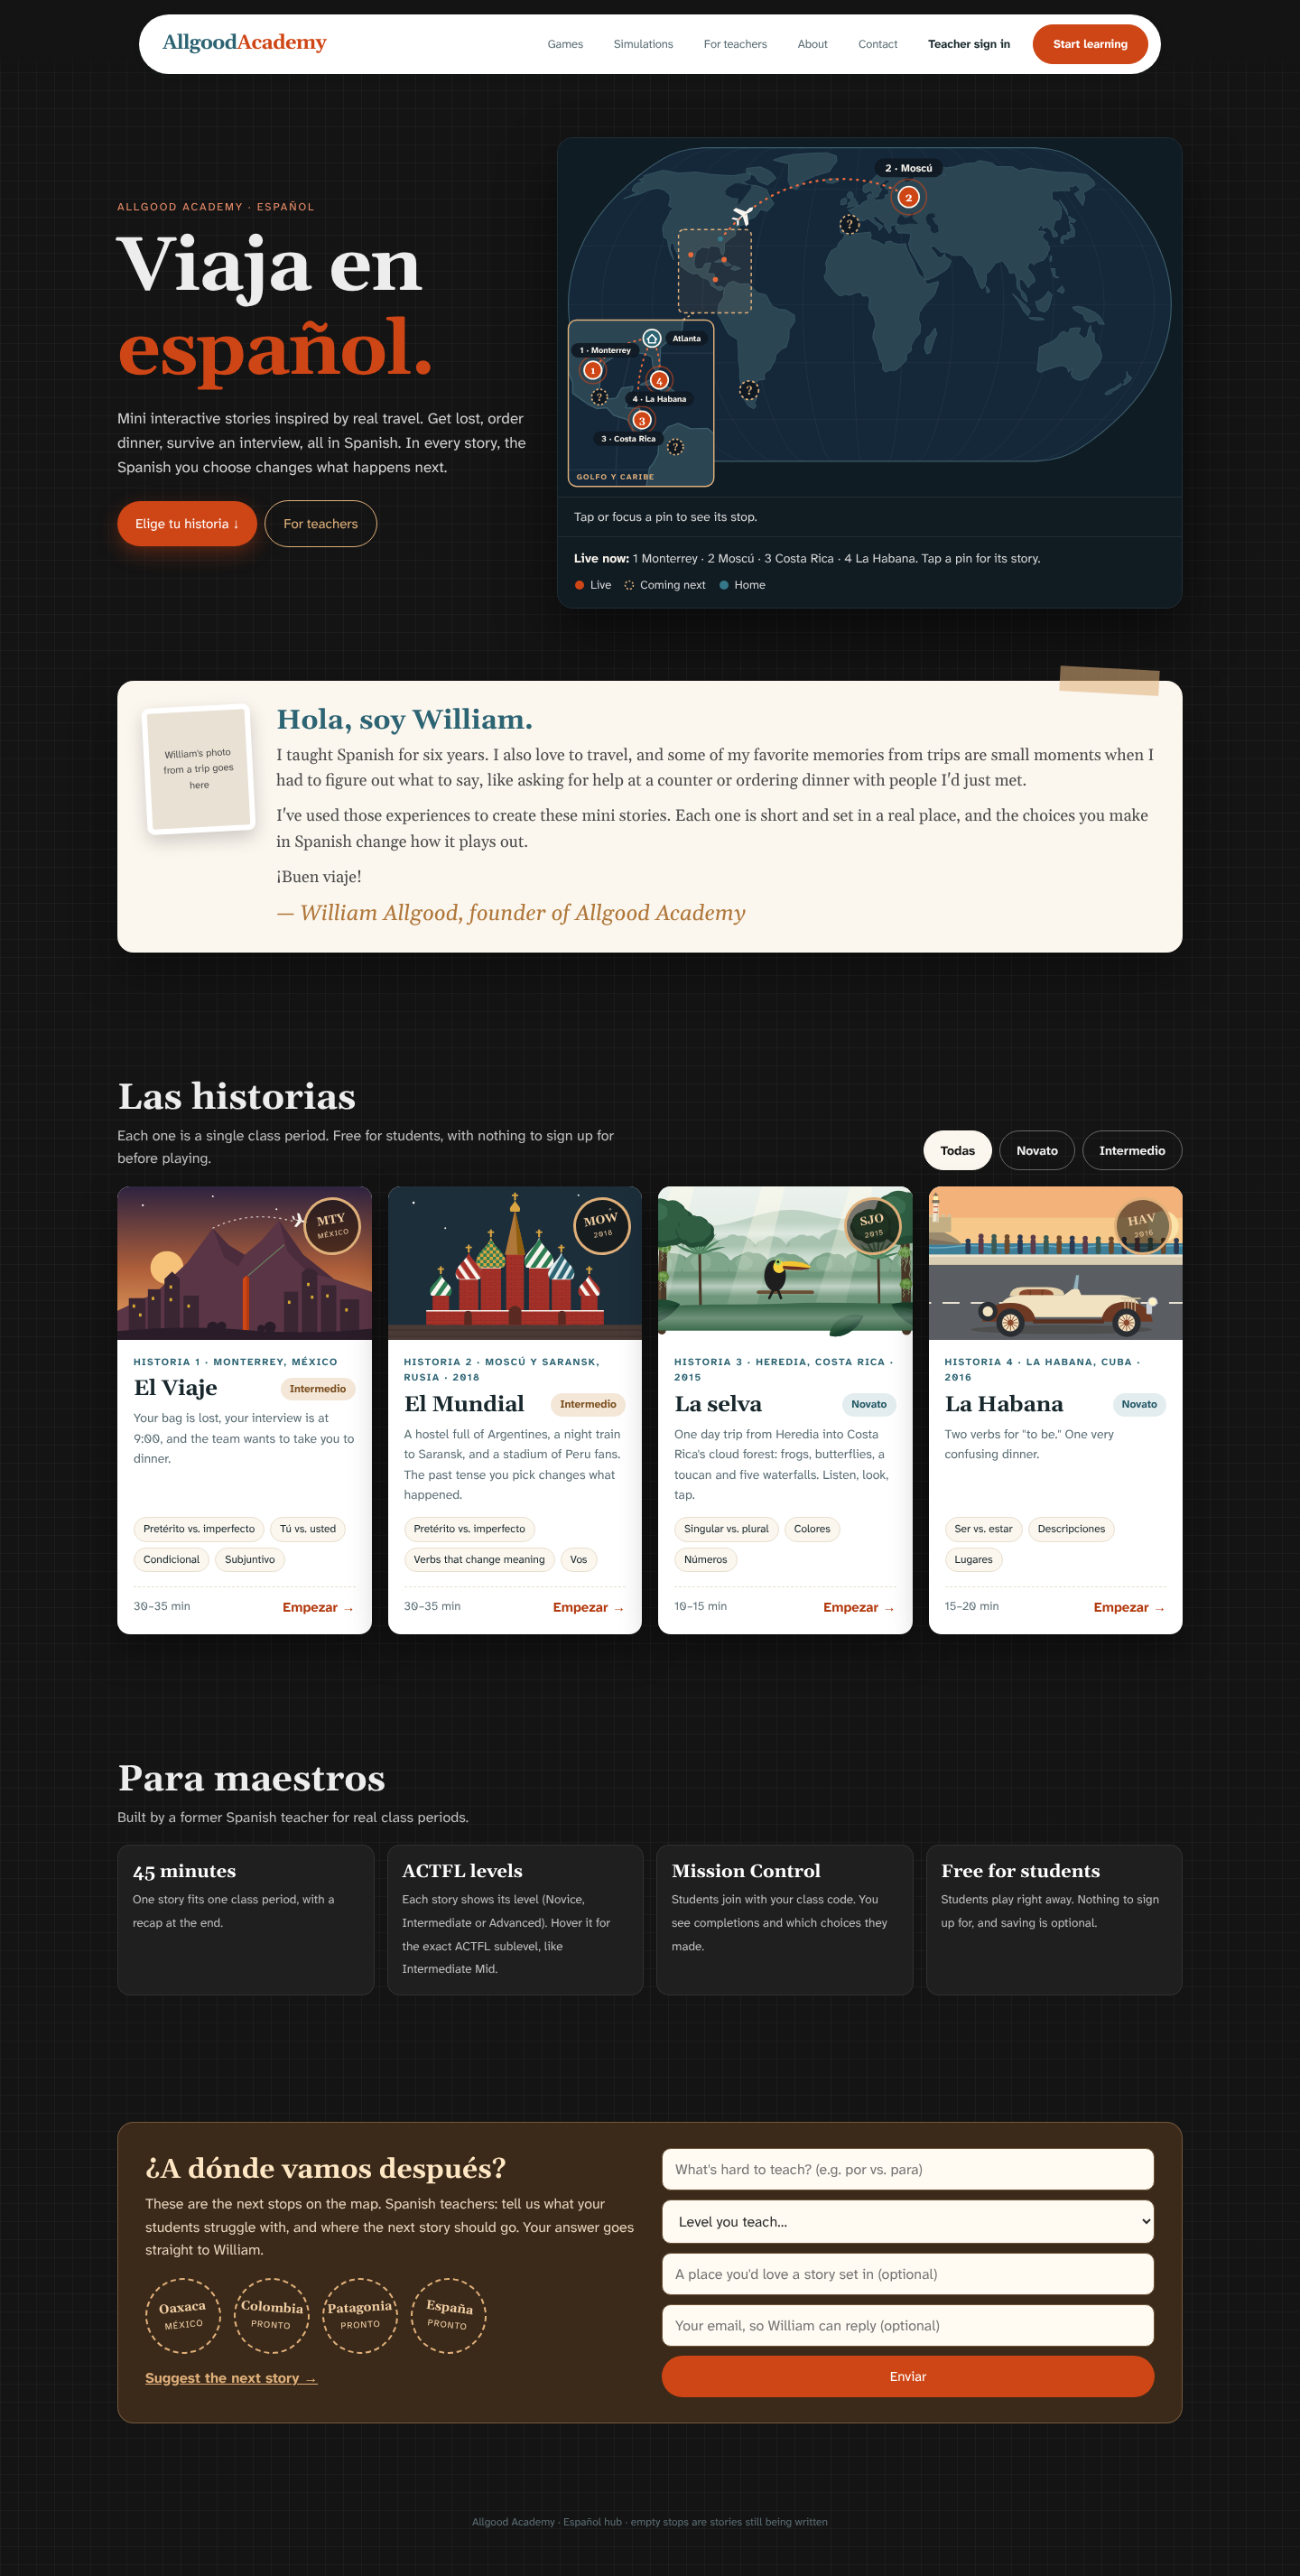 AllgoodAcademy
Games
Simulations
For teachers
About
Contact
Teacher sign in
Start learning
ALLGOOD ACADEMY · ESPAÑOL
Viaja en
español.
Mini interactive stories inspired by real travel. Get lost, order
dinner, survive an interview, all in Spanish. In every story, the
Spanish you choose changes what happens next.
Elige tu historia ↓
For teachers
2 · Moscú
2
?
?
Atlanta
1 · Monterrey
1
4
?
4 · La Habana
3
3 · Costa Rica
?
GOLFO Y CARIBE
Tap or focus a pin to see its stop.
Live now: 1 Monterrey · 2 Moscú · 3 Costa Rica · 4 La Habana. Tap a pin for its story.
Live
Coming next
Home
William's photo
from a trip goes
here
Hola, soy William.
I taught Spanish for six years. I also love to travel, and some of my favorite memories from trips are small moments when I
had to figure out what to say, like asking for help at a counter or ordering dinner with people I'd just met.
I've used those experiences to create these mini stories. Each one is short and set in a real place, and the choices you make
in Spanish change how it plays out.
¡Buen viaje!
— William Allgood, founder of Allgood Academy
Las historias
Each one is a single class period. Free for students, with nothing to sign up for
before playing.
Todas
Novato
Intermedio
MTY
MÉXICO
HISTORIA 1 · MONTERREY, MÉXICO
El Viaje
Intermedio
Your bag is lost, your interview is at
9:00, and the team wants to take you to
dinner.
Pretérito vs. imperfecto
Tú vs. usted
Condicional
Subjuntivo
30–35 min
Empezar →
MOW
2018
HISTORIA 2 · MOSCÚ Y SARANSK,
RUSIA · 2018
El Mundial
Intermedio
A hostel full of Argentines, a night train
to Saransk, and a stadium of Peru fans.
The past tense you pick changes what
happened.
Pretérito vs. imperfecto
Verbs that change meaning
Vos
30–35 min
Empezar →
SJO
2015
HISTORIA 3 · HEREDIA, COSTA RICA ·
2015
La selva
Novato
One day trip from Heredia into Costa
Rica's cloud forest: frogs, butterflies, a
toucan and five waterfalls. Listen, look,
tap.
Singular vs. plural
Colores
Números
10–15 min
Empezar →
HAV
2016
HISTORIA 4 · LA HABANA, CUBA ·
2016
La Habana
Novato
Two verbs for "to be." One very
confusing dinner.
Ser vs. estar
Descripciones
Lugares
15–20 min
Empezar →
Para maestros
Built by a former Spanish teacher for real class periods.
45 minutes
One story fits one class period, with a
recap at the end.
ACTFL levels
Each story shows its level (Novice,
Intermediate or Advanced). Hover it for
the exact ACTFL sublevel, like
Intermediate Mid.
Mission Control
Students join with your class code. You
see completions and which choices they
made.
Free for students
Students play right away. Nothing to sign
up for, and saving is optional.
¿A dónde vamos después?
These are the next stops on the map. Spanish teachers: tell us what your
students struggle with, and where the next story should go. Your answer goes
straight to William.
Oaxaca
MÉXICO
Colombia
PRONTO
Patagonia
PRONTO
España
PRONTO
Suggest the next story →
What's hard to teach? (e.g. por vs. para)
Level you teach...
A place you'd love a story set in (optional)
Your email, so William can reply (optional)
Enviar
Allgood Academy · Español hub · empty stops are stories still being written